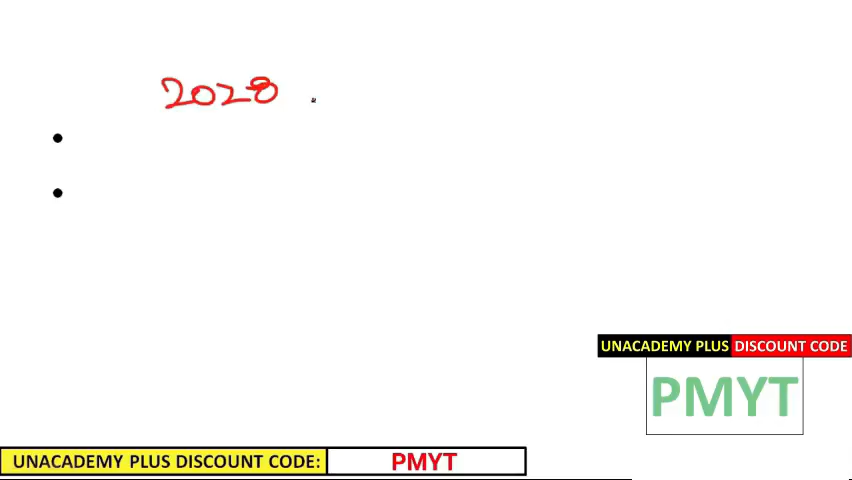 2028
UNACADEMY PLUS DISCOUNT CODE
PMYT
UNACADEMY PLUS DISCOUNT CODE: PMYT